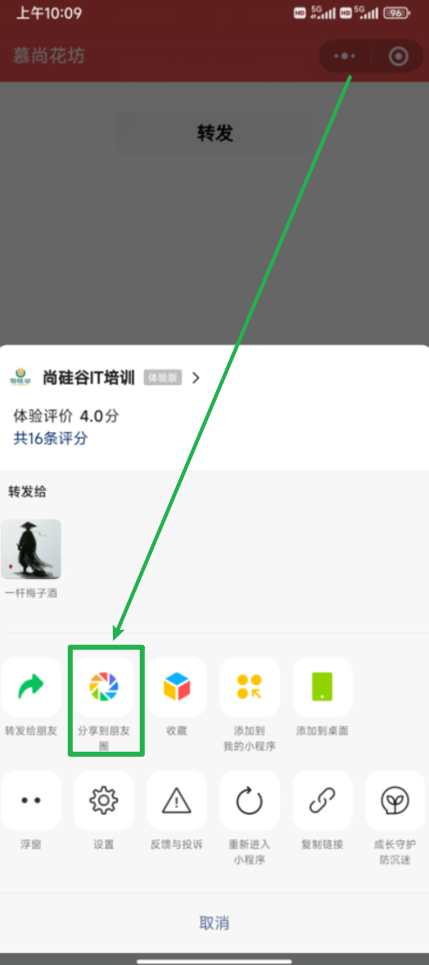 上午10:09
HD 5G HD 5G 96
慕尚花坊
转发
尚硅谷IT培训 体验版
体验评价 4.0分
共16条评分
转发给
一杆梅子酒
转发给朋友 分享到朋友 收藏 添加到 添加到桌面
圈 我的小程序
浮窗 设置 反馈与投诉 重新进入 复制链接 成长守护
小程序 防沉迷
取消